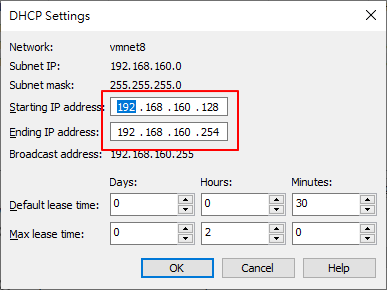 DHCP Settings
Network: vmnet8
Subnet IP: 192.168.160.0
Subnet mask: 255.255.255.0
Starting IP address: 192 . 168 . 160 . 128
Ending IP address: 192 . 168 . 160 . 254
Broadcast address: 192.168.160.255
Days: Hours: Minutes:
Default lease time: 0 0 30
Max lease time: 0 2 0
OK Cancel Help